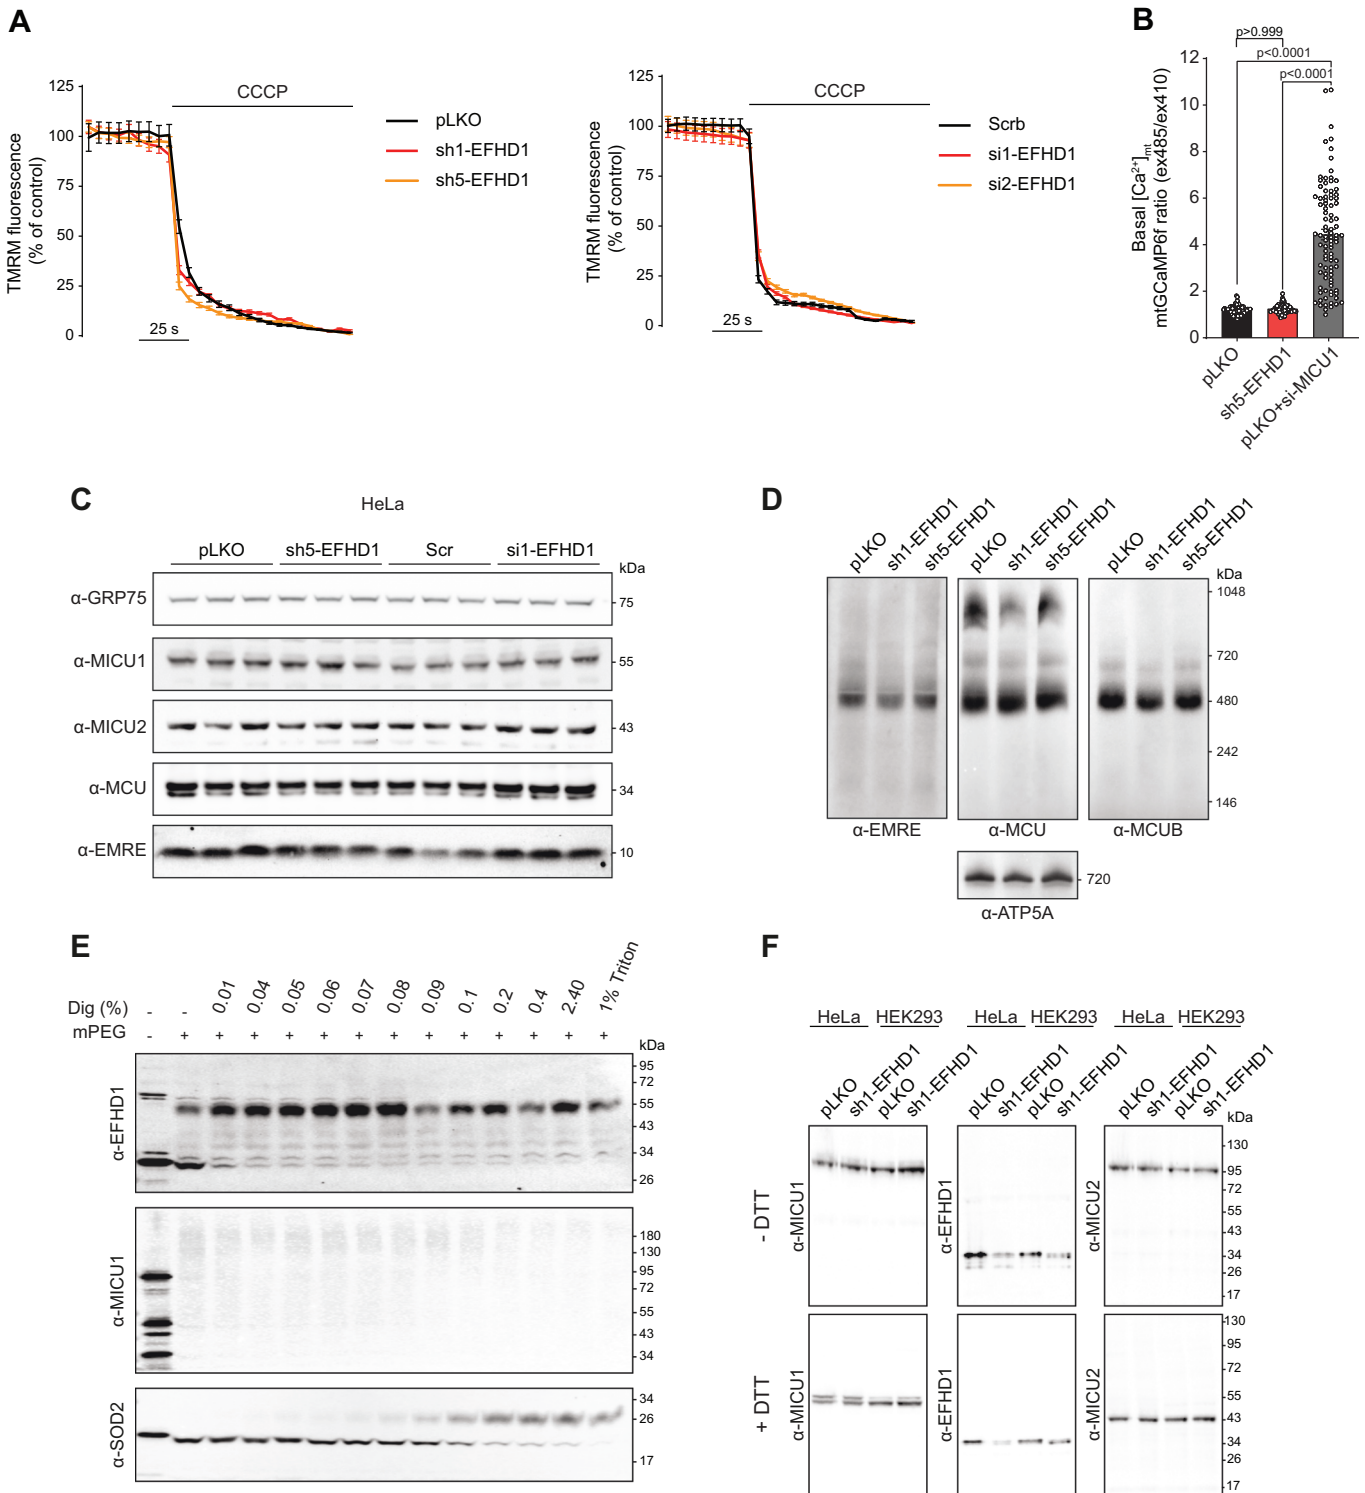 A
125
100
75
50
25
0
TMRM fluorescence
(% of control)
CCCP
25 s
pLKO
sh1-EFHD1
sh5-EFHD1
125
100
75
50
25
0
TMRM fluorescence
(% of control)
CCCP
25 s
Scrb
si1-EFHD1
si2-EFHD1
B
p>0.999
p<0.0001
p<0.0001
12
10
8
6
4
2
0
Basal [Ca2+]mt
mtGCaMP6f ratio (ex485/ex410)
pLKO
sh5-EFHD1
pLKO+si-MICU1
C
HeLa
pLKO sh5-EFHD1 Scr si1-EFHD1
kDa
α-GRP75 75
α-MICU1 55
α-MICU2 43
α-MCU 34
α-EMRE 10
D
pLKO sh1-EFHD1 sh5-EFHD1 pLKO sh1-EFHD1 sh5-EFHD1 pLKO sh1-EFHD1 sh5-EFHD1
kDa
1048
720
480
242
146
α-EMRE α-MCU α-MCUB
720
α-ATP5A
E
Dig (%) - - 0.01 0.04 0.05 0.06 0.07 0.08 0.09 0.1 0.2 0.4 2.40 1% Triton
mPEG - + + + + + + + + + + + + +
kDa
α-EFHD1
95
72
55
43
34
26
α-MICU1
180
130
95
72
55
43
34
α-SOD2
34
26
17
F
HeLa HEK293 HeLa HEK293 HeLa HEK293
pLKO sh1-EFHD1 pLKO sh1-EFHD1 pLKO sh1-EFHD1 pLKO sh1-EFHD1 pLKO sh1-EFHD1 pLKO sh1-EFHD1
kDa
- DTT
α-MICU1 α-EFHD1 α-MICU2
130
95
72
55
43
34
26
17
+ DTT
α-MICU1 α-EFHD1 α-MICU2
130
95
72
55
43
34
26
17